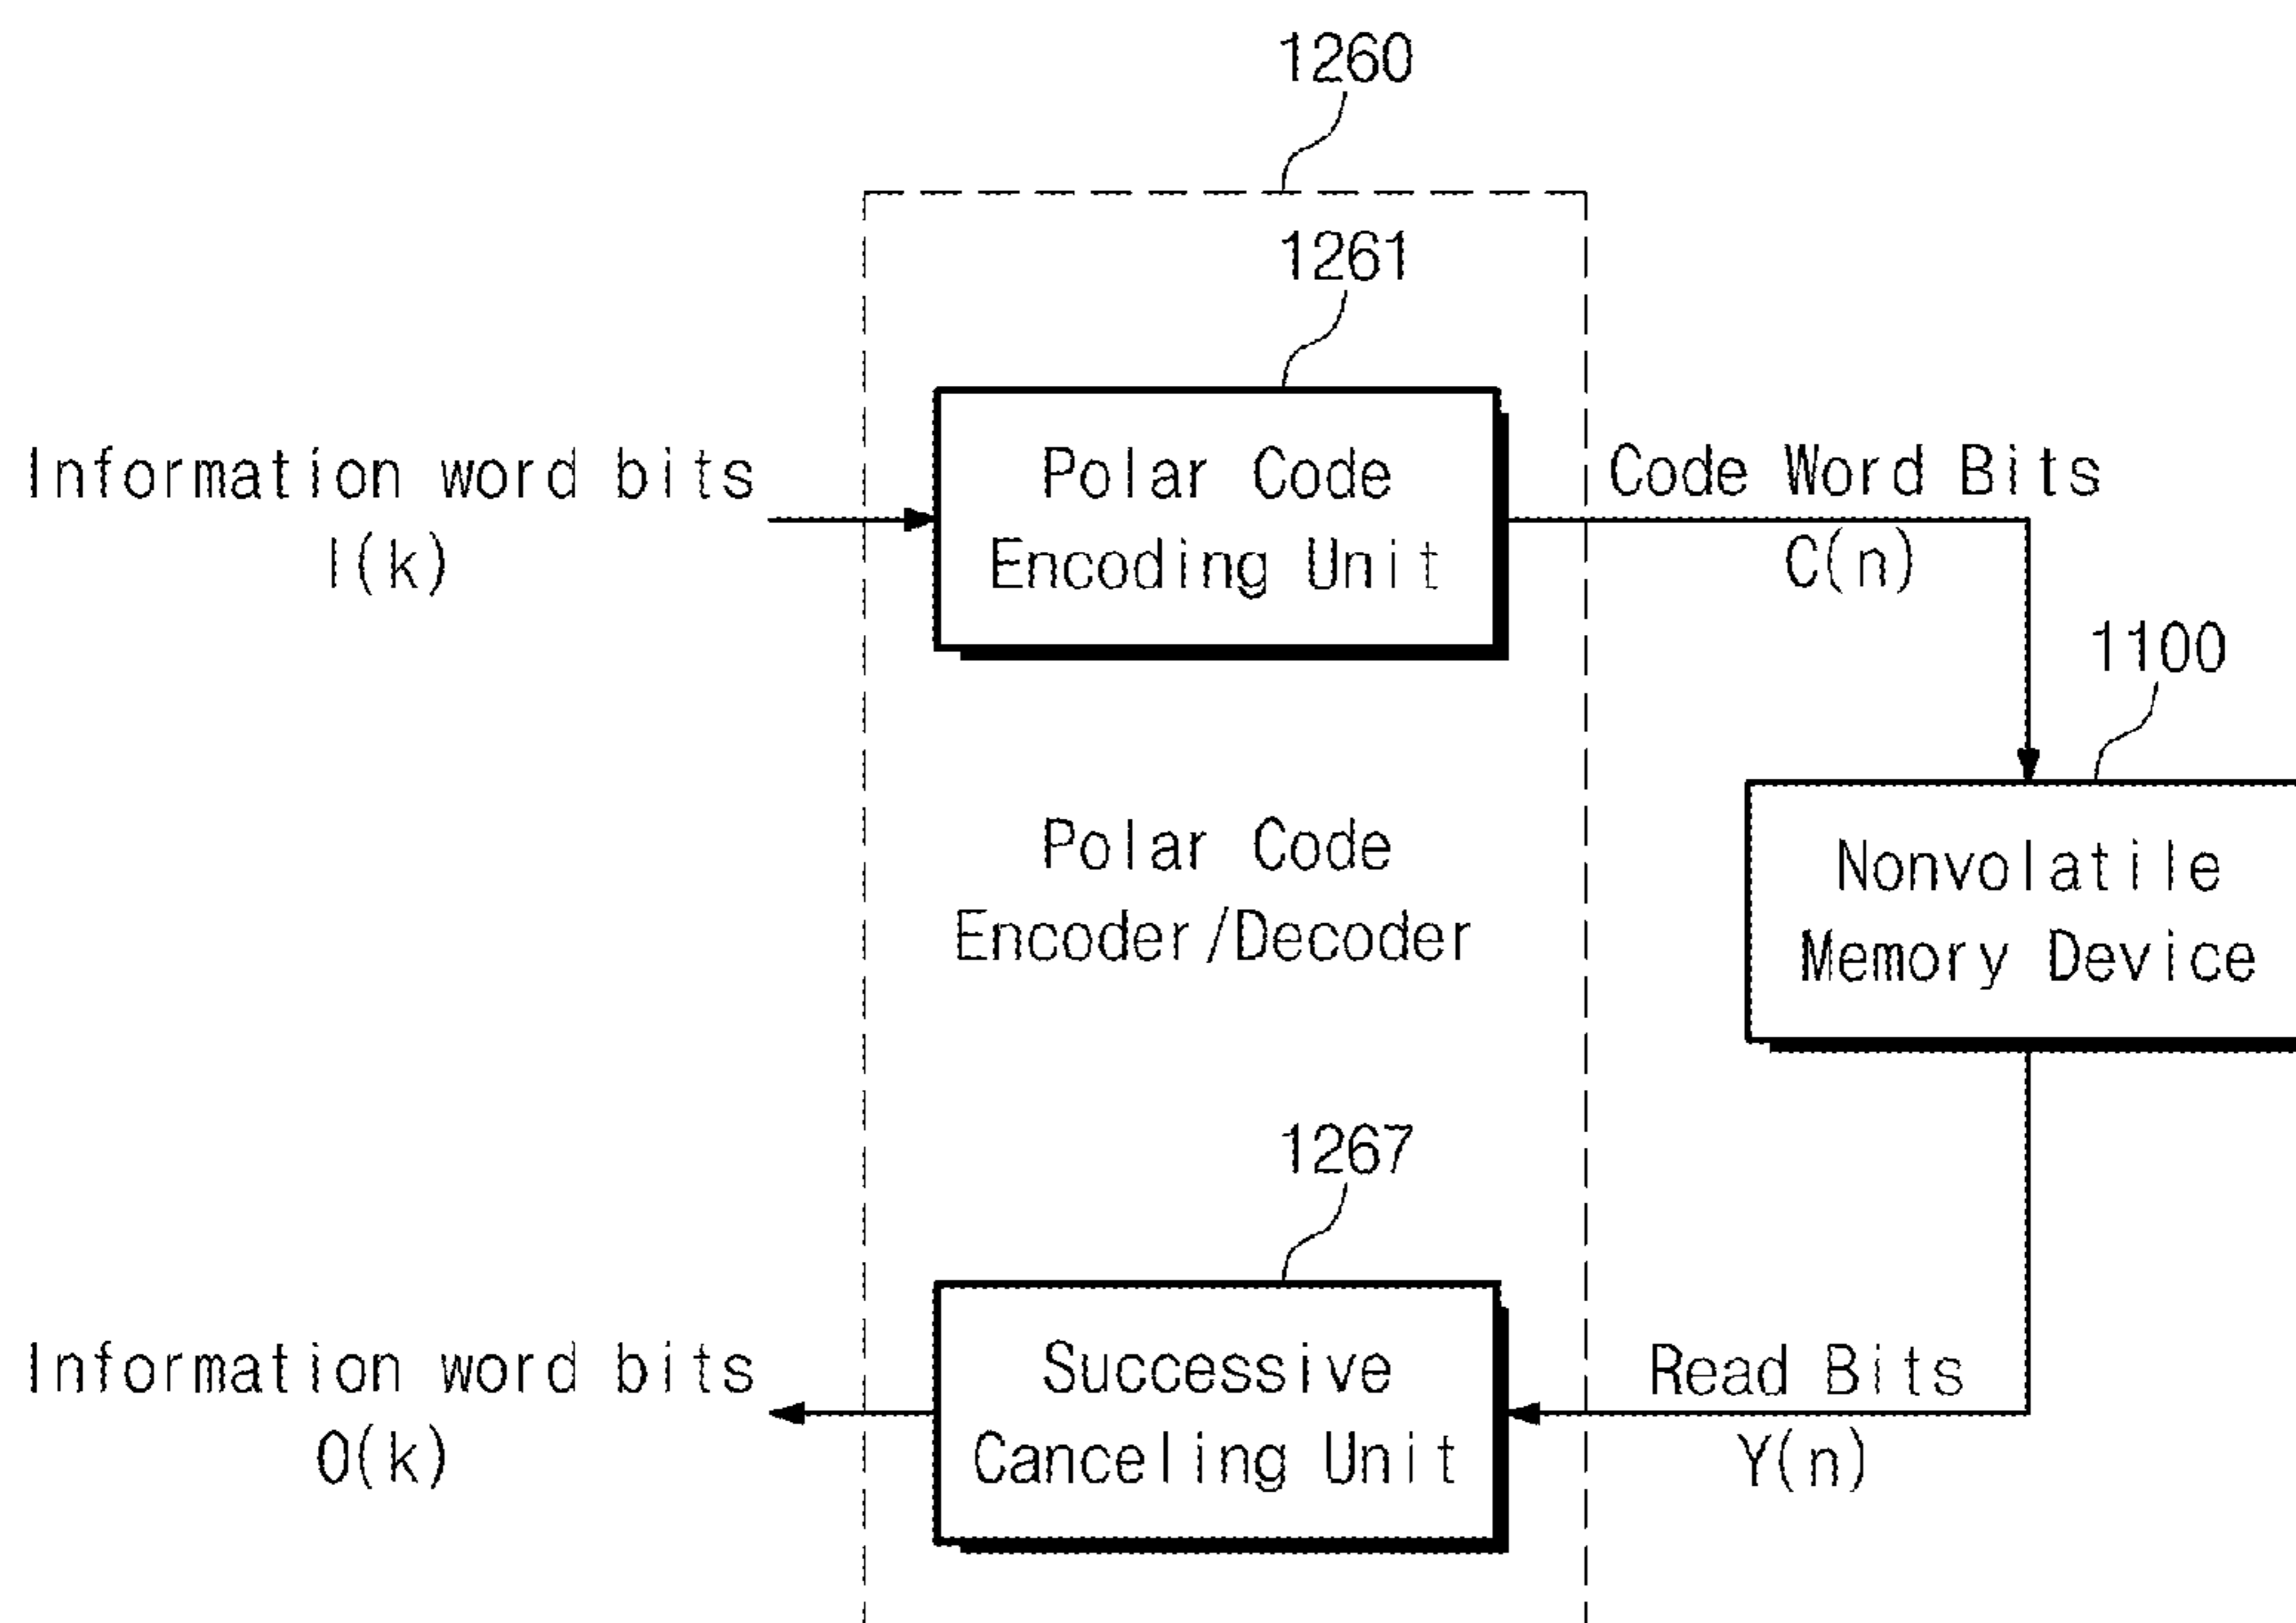 1260
1261
Information word bits
I(k)
Polar Code
Encoding Unit
Code Word Bits
C(n)
1100
Polar Code
Encoder/Decoder
Nonvolatile
Memory Device
1267
Information word bits
O(k)
Successive
Canceling Unit
Read Bits
Y(n)